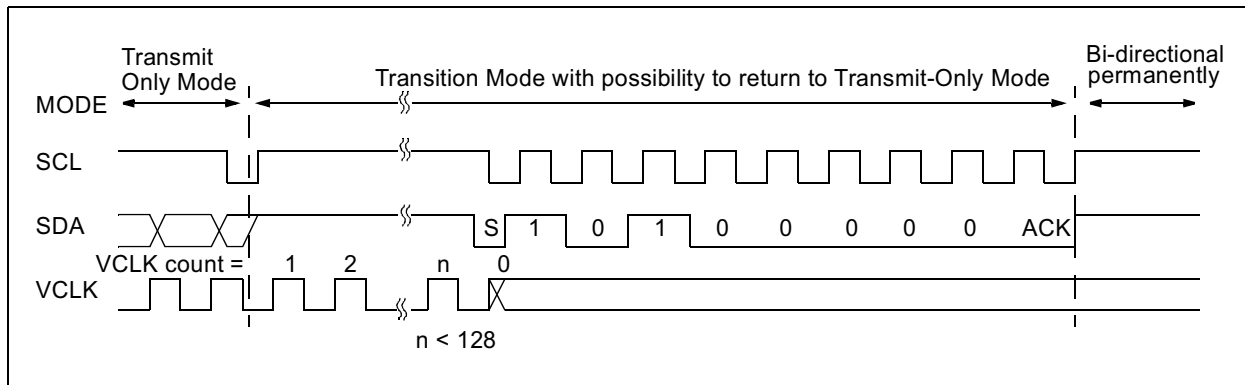 Transmit
Only Mode
Transition Mode with possibility to return to Transmit-Only Mode
Bi-directional
permanently
MODE
SCL
SDA S 1 0 1 0 0 0 0 0 ACK
VCLK count = 1 2 n 0
VCLK
n < 128